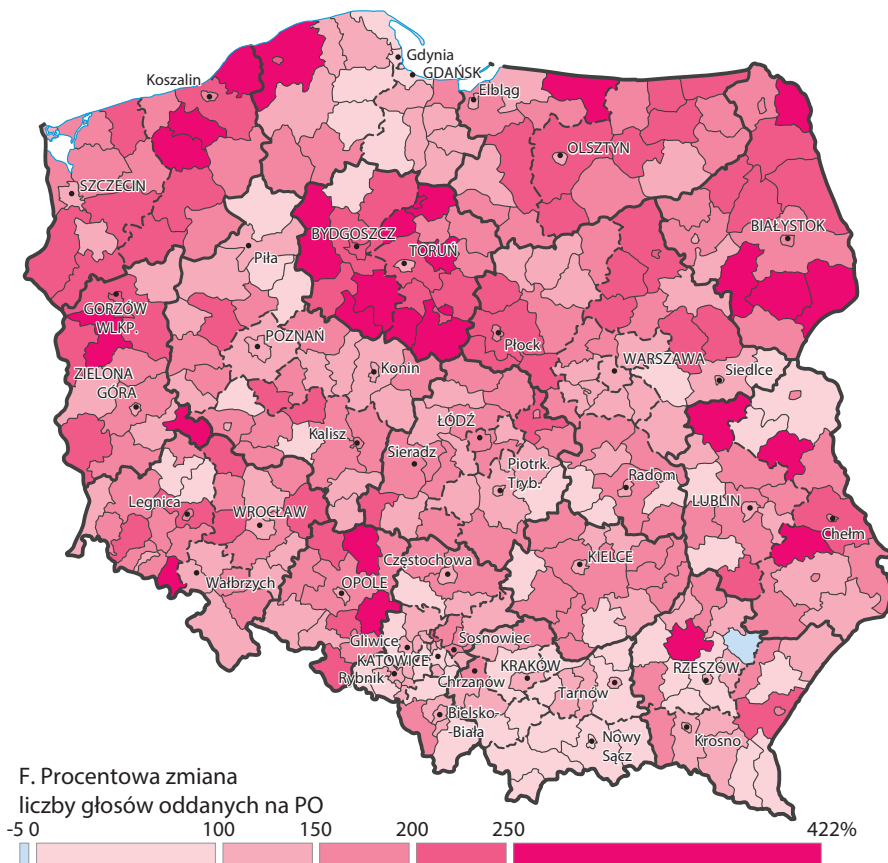 Gdynia
GDAŃSK
Koszalin
Elbląg
OLSZTYN
SZCZECIN
BIAŁYSTOK
BYDGOSZCZ
TORUŃ
Piła
GORZÓW
WLKP.
Płock
POZNAŃ
WARSZAWA
Siedlce
Konin
ZIELONA
GÓRA
ŁÓDŹ
Kalisz
Sieradz
Piotrk.
Tryb.
Radom
Legnica
WROCŁAW
LUBLIN
Chełm
Częstochowa
KIELCE
Wałbrzych
OPOLE
Gliwice
Sosnowiec
KATOWICE
KRAKÓW
RZESZÓW
Rybnik
Chrzanów
Tarnów
Bielsko-
-Biała
Nowy
Sącz
Krosno
F. Procentowa zmiana
liczby głosów oddanych na PO
-5 0 100 150 200 250 422%